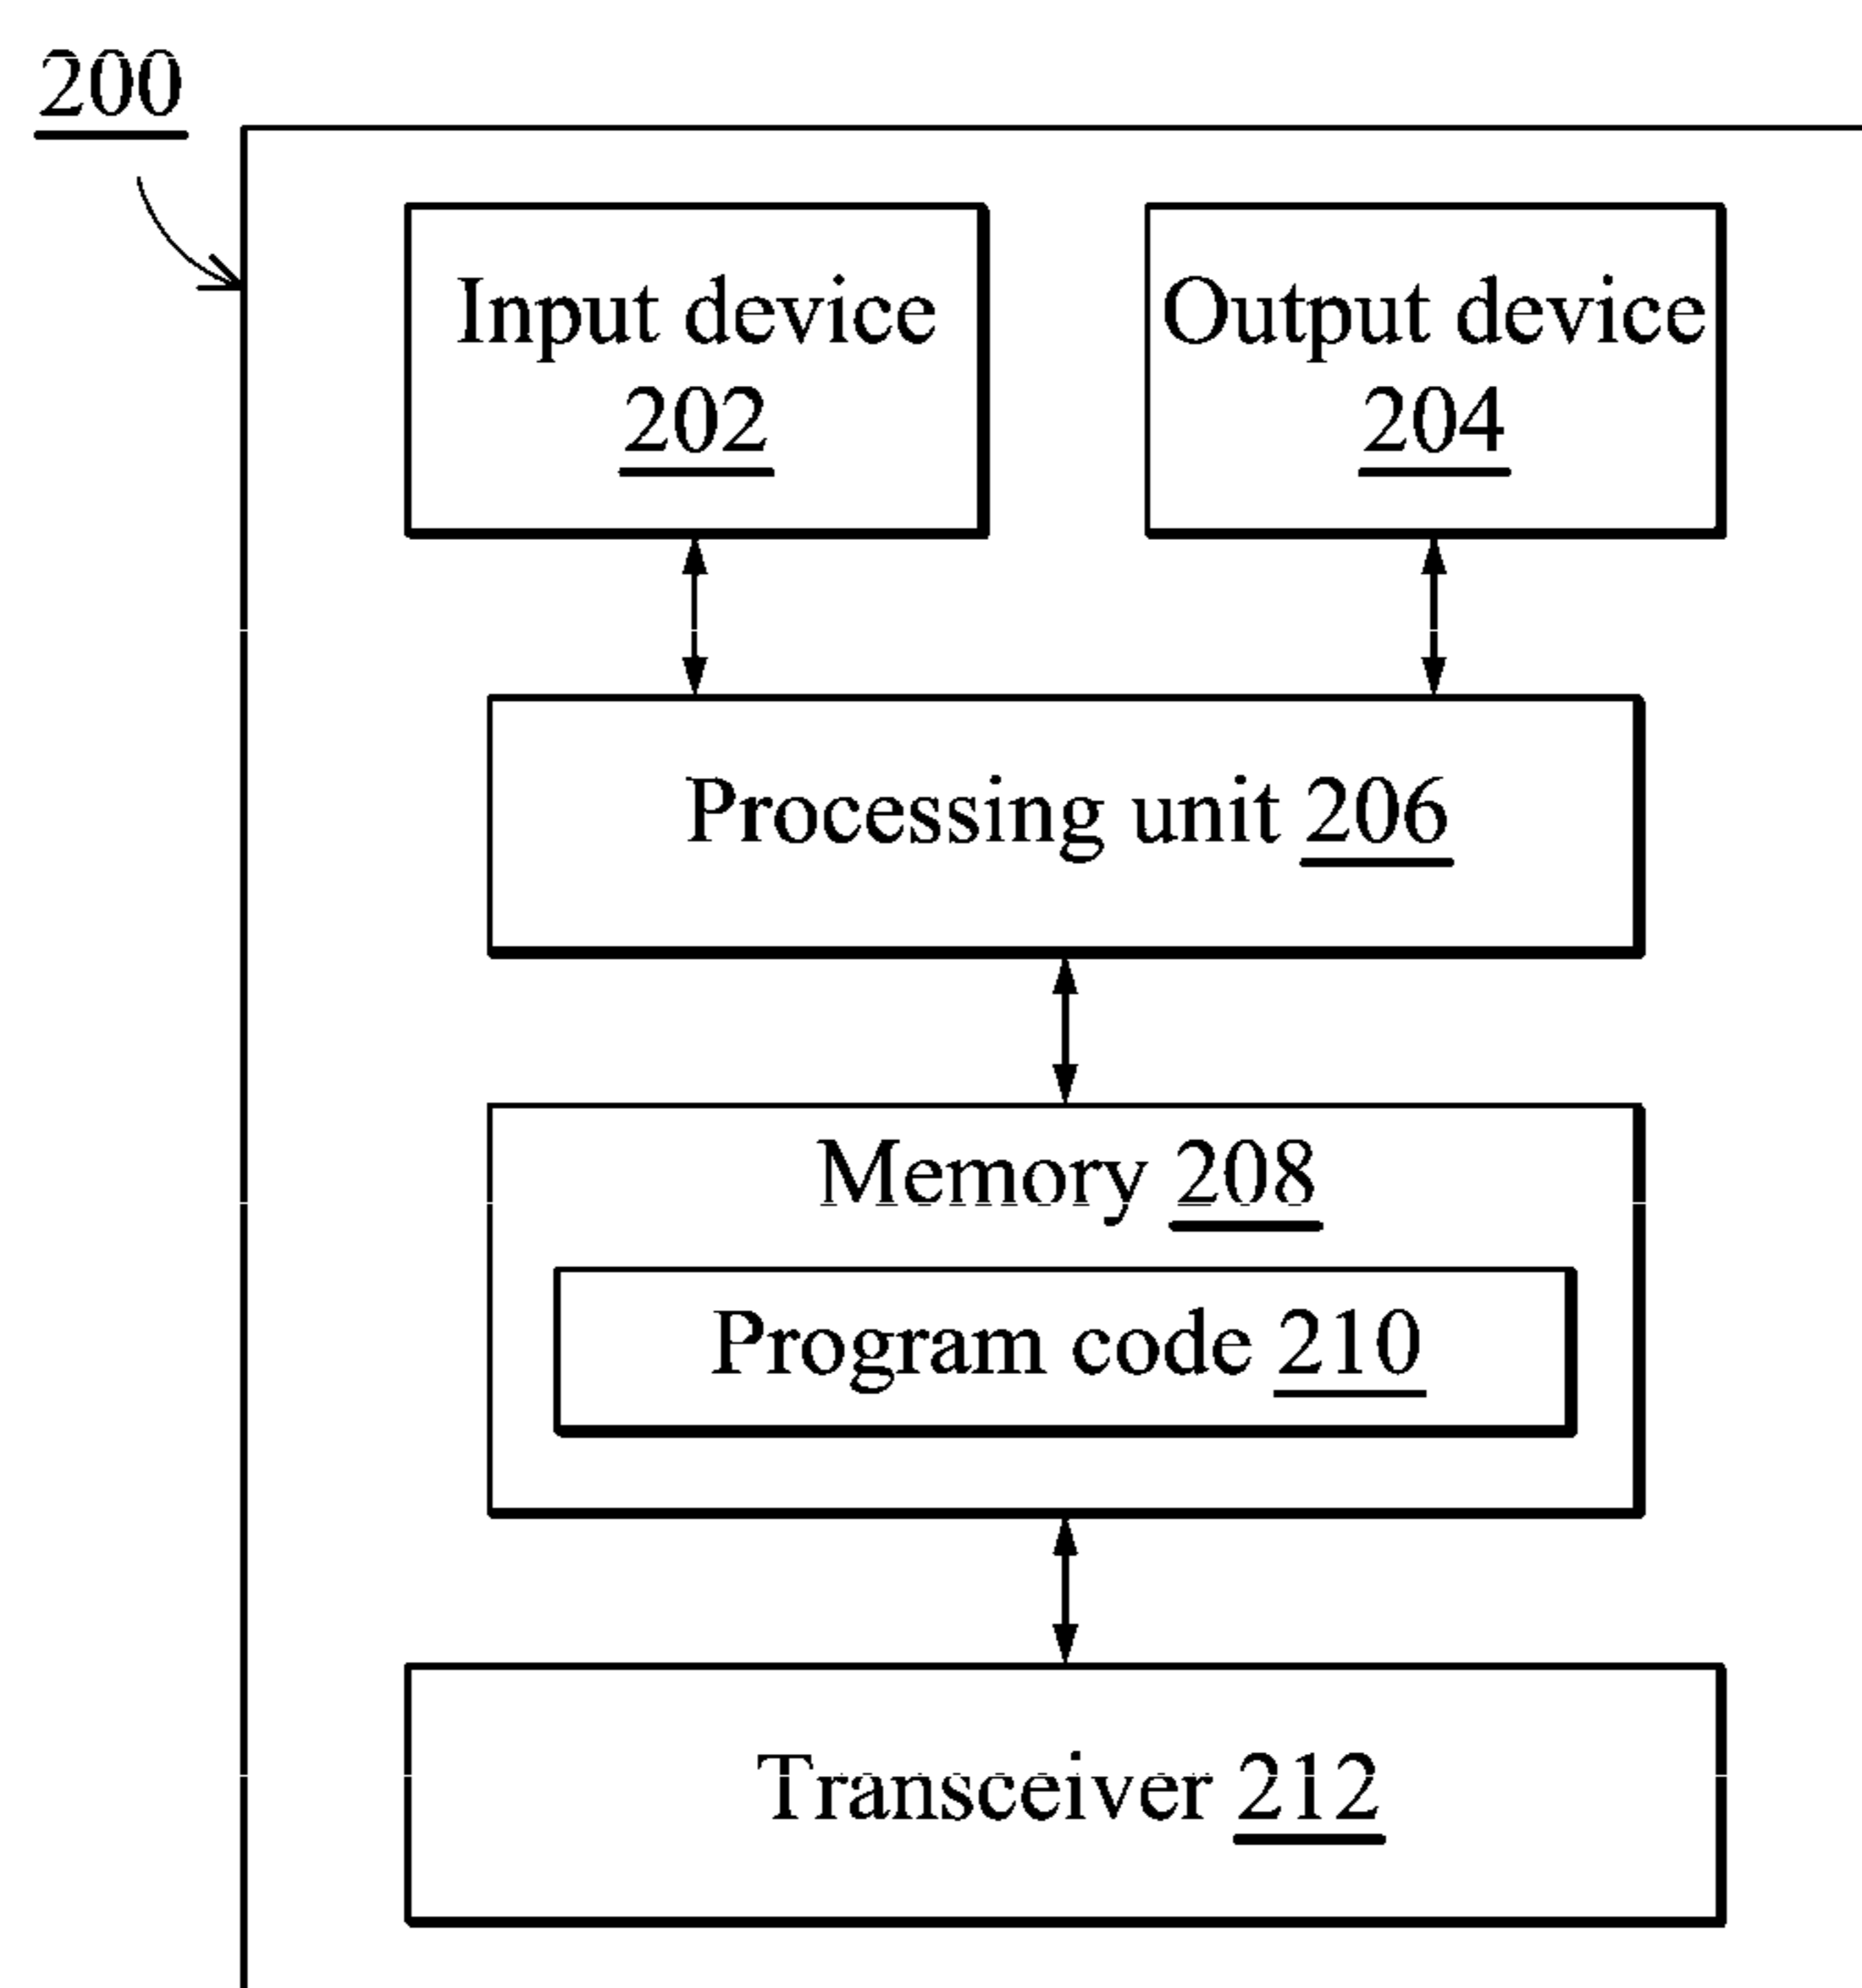 200
Input device
202
Output device
204
Processing unit 206
Memory 208
Program code 210
Transceiver 212